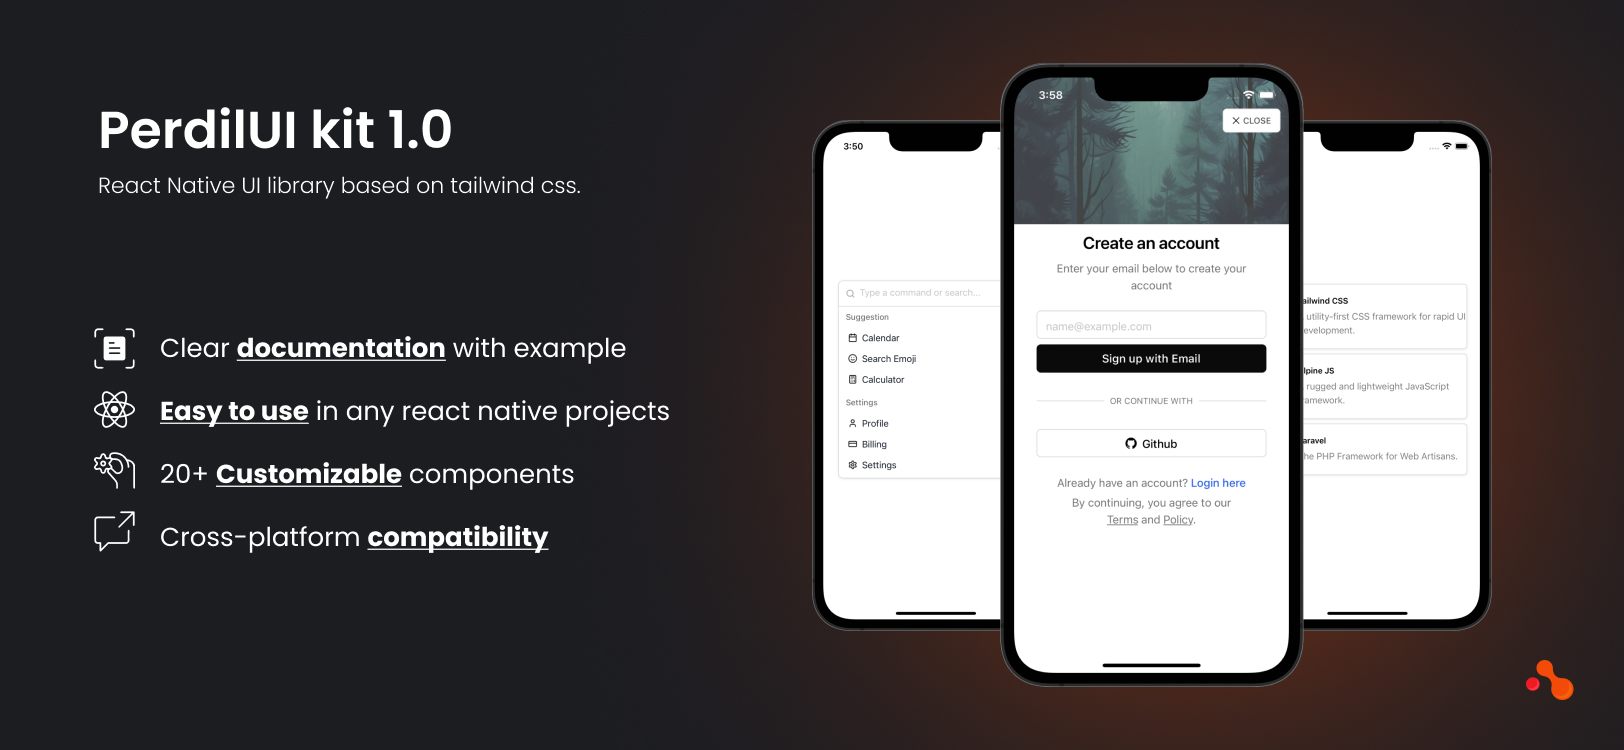 PerdilUI kit 1.0
React Native UI library based on tailwind css.
Clear documentation with example
Easy to use in any react native projects
20+ Customizable components
Cross-platform compatibility
3:50
Type a command or search...
Suggestion
Calendar
Search Emoji
Calculator
Settings
Profile
Billing
Settings
3:58
CLOSE
Create an account
Enter your email below to create your
account
name@example.com
Sign up with Email
OR CONTINUE WITH
Github
Already have an account? Login here
By continuing, you agree to our
Terms and Policy.
ailwind CSS
utility-first CSS framework for rapid UI
evelopment.
lpine JS
rugged and lightweight JavaScript
ramework.
aravel
he PHP Framework for Web Artisans.